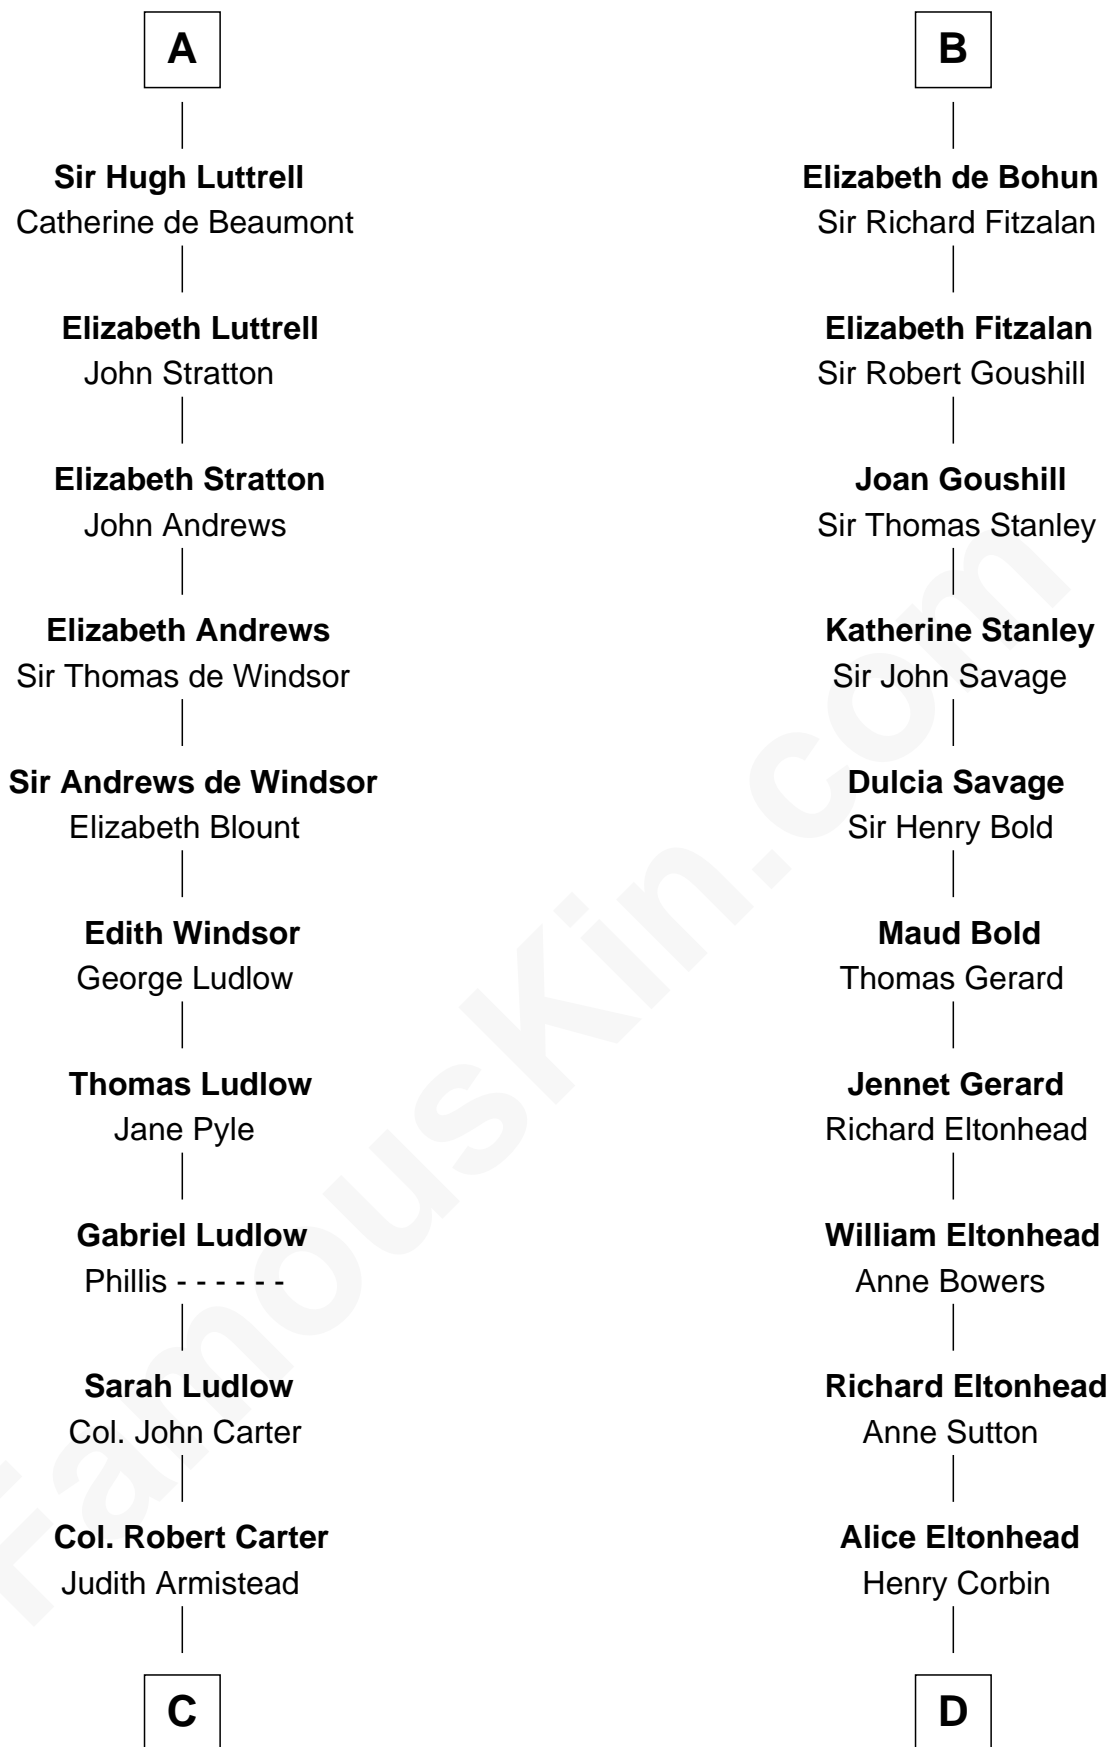 A
Sir Hugh Luttrell
Catherine de Beaumont
Elizabeth Luttrell
John Stratton
Elizabeth Stratton
John Andrews
Elizabeth Andrews
Sir Thomas de Windsor
Sir Andrews de Windsor
Elizabeth Blount
Edith Windsor
George Ludlow
Thomas Ludlow
Jane Pyle
Gabriel Ludlow
Phillis - - - - - -
Sarah Ludlow
Col. John Carter
Col. Robert Carter
Judith Armistead
C
B
Elizabeth de Bohun
Sir Richard Fitzalan
Elizabeth Fitzalan
Sir Robert Goushill
Joan Goushill
Sir Thomas Stanley
Katherine Stanley
Sir John Savage
Dulcia Savage
Sir Henry Bold
Maud Bold
Thomas Gerard
Jennet Gerard
Richard Eltonhead
William Eltonhead
Anne Bowers
Richard Eltonhead
Anne Sutton
Alice Eltonhead
Henry Corbin
D
FamousKin.com